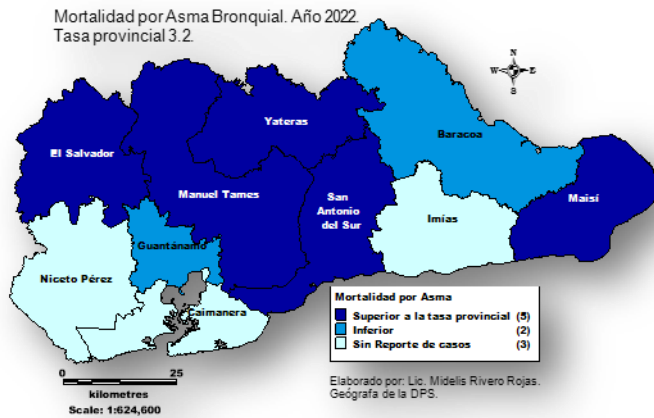 Mortalidad por Asma Bronquial. Año 2022.
Tasa provincial 3.2.
N
W E
S
Yateras
Baracoa
El Salvador
Manuel Tames
San
Antonio
del Sur
Maisí
Imías
Guantánamo
Niceto Pérez
Caimanera
Mortalidad por Asma
Superior a la tasa provincial (5)
Inferior (2)
Sin Reporte de casos (3)
0 25
kilometres
Scale: 1:624,600
Elaborado por: Lic. Midelis Rivero Rojas.
Geógrafa de la DPS.